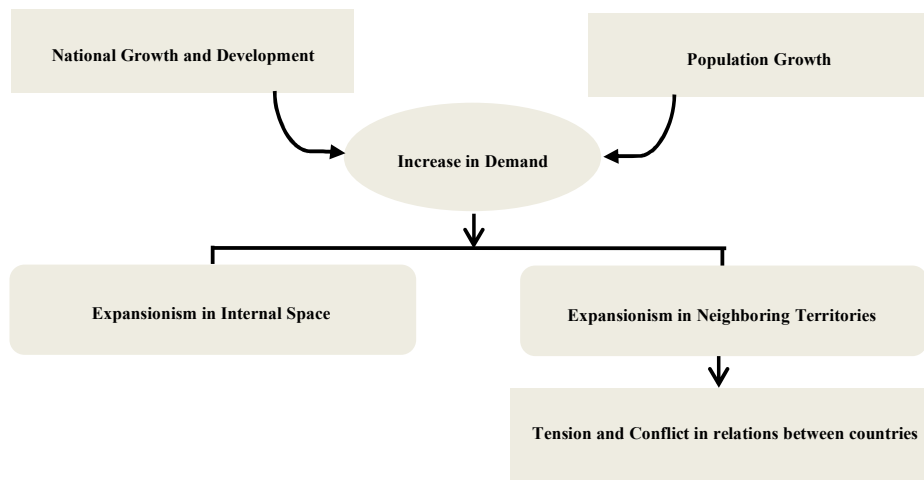 National Growth and Development
Population Growth
Increase in Demand
Expansionism in Internal Space
Expansionism in Neighboring Territories
Tension and Conflict in relations between countries